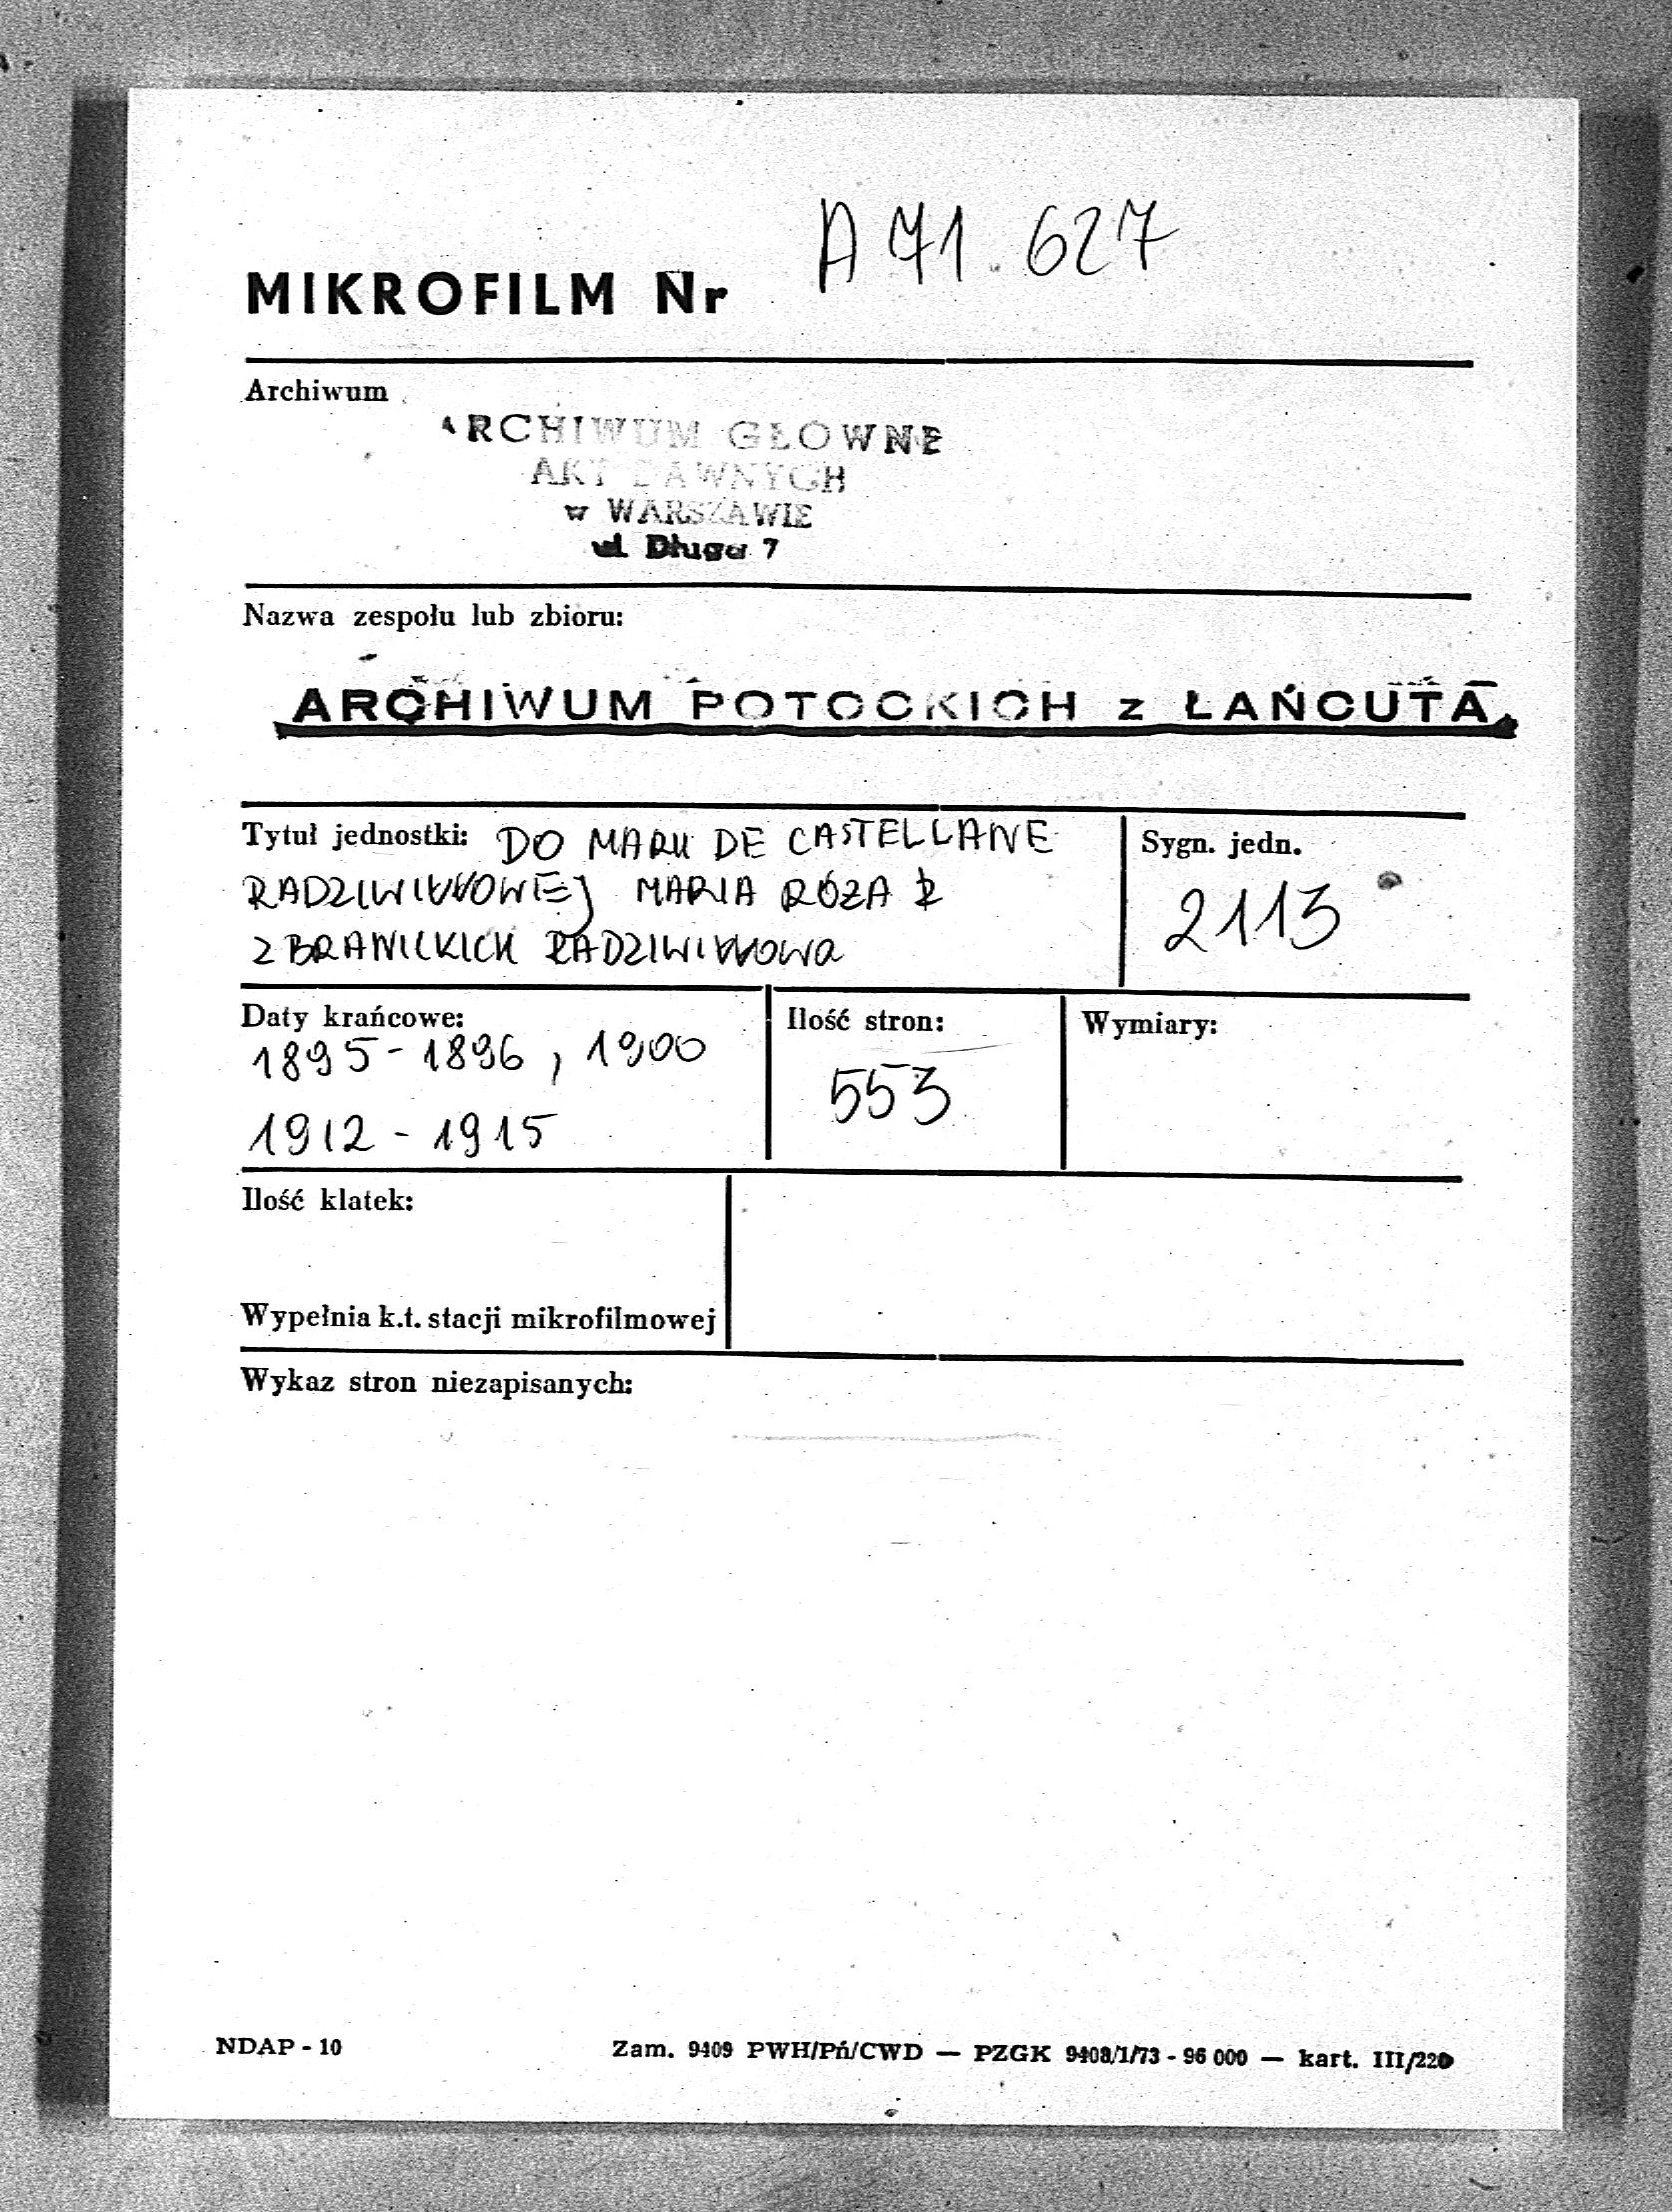 MIKROFILM Nr A 71.627
Archiwum
ARCHIWUM GŁOWNE
AKT DAWNYCH
w WARSZAWIE
ul. Długa 7
Nazwa zespołu lub zbioru:
ARCHIWUM POTOCKICH z ŁAŃCUTA
Tytuł jednostki: DO MARII DE CASTELLANE
RADZIWIŁŁOWEJ MARIA RÓŻA
Z BRANICKICH RADZIWIŁŁOWA
Sygn. jedn.
2113
Daty krańcowe:
1895-1896, 1900
1912-1915
Ilość stron:
553
Wymiary:
Ilość klatek:
Wypełnia k.t. stacji mikrofilmowej
Wykaz stron niezapisanych:
NDAP - 10
Zam. 9409 PWH/Pń/CWD — PZGK 9408/1/73 - 96 000 — kart. III/220